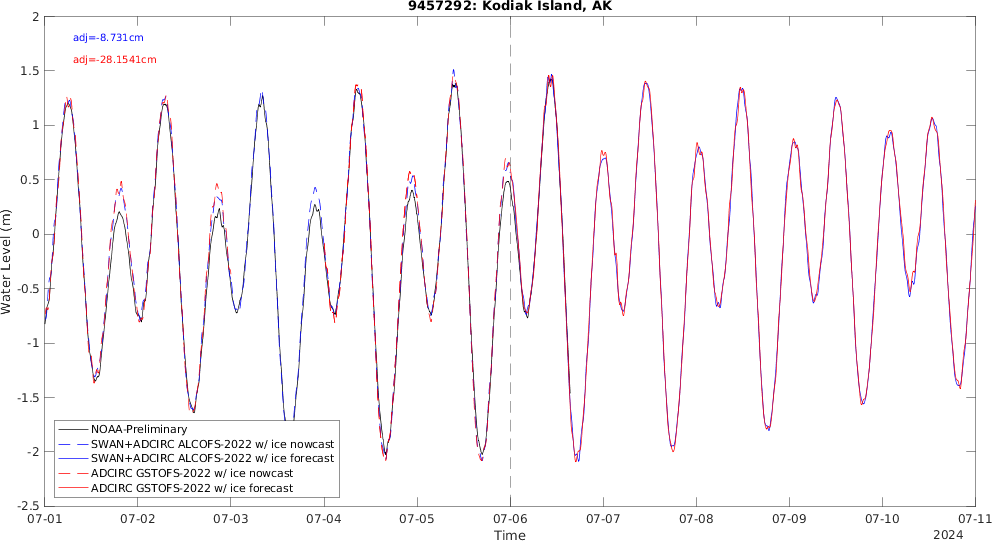 9457292: Kodiak Island, AK
adj=-8.731cm
adj=-28.1541cm
2
1.5
1
0.5
0
-0.5
-1
-1.5
-2
-2.5
Water Level (m)
NOAA-Preliminary
SWAN+ADCIRC ALCOFS-2022 w/ ice nowcast
SWAN+ADCIRC ALCOFS-2022 w/ ice forecast
ADCIRC GSTOFS-2022 w/ ice nowcast
ADCIRC GSTOFS-2022 w/ ice forecast
07-01 07-02 07-03 07-04 07-05 07-06 07-07 07-08 07-09 07-10 07-11
Time
2024